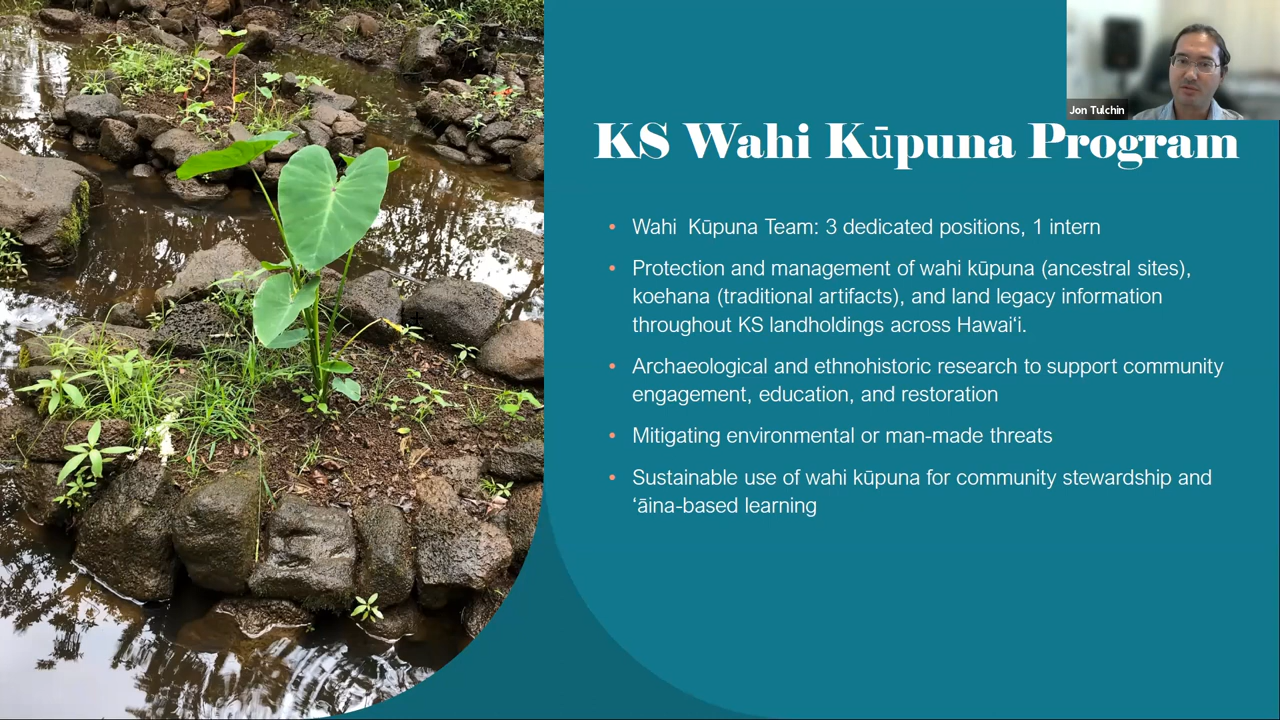 Jon Tulchin
KS Wahi Kūpuna Program
• Wahi  Kūpuna Team: 3 dedicated positions, 1 intern
• Protection and management of wahi kūpuna (ancestral sites),
koehana (traditional artifacts), and land legacy information
throughout KS landholdings across Hawaiʻi.
• Archaeological and ethnohistoric research to support community
engagement, education, and restoration
• Mitigating environmental or man-made threats
• Sustainable use of wahi kūpuna for community stewardship and
ʻāina-based learning